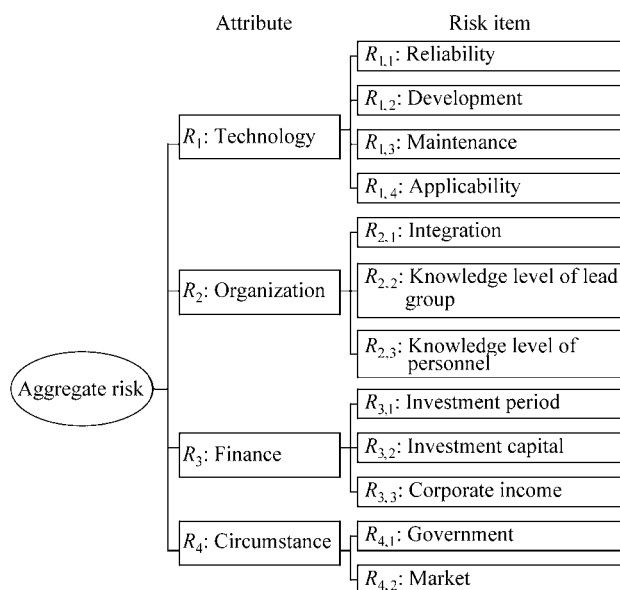 Attribute
Risk item
R1,1: Reliability
R1,2: Development
R1: Technology
R1,3: Maintenance
R1,4: Applicability
R2,1: Integration
R2,2: Knowledge level of lead
group
R2: Organization
R2,3: Knowledge level of
personnel
Aggregate risk
R3,1: Investment period
R3,2: Investment capital
R3: Finance
R3,3: Corporate income
R4,1: Government
R4: Circumstance
R4,2: Market